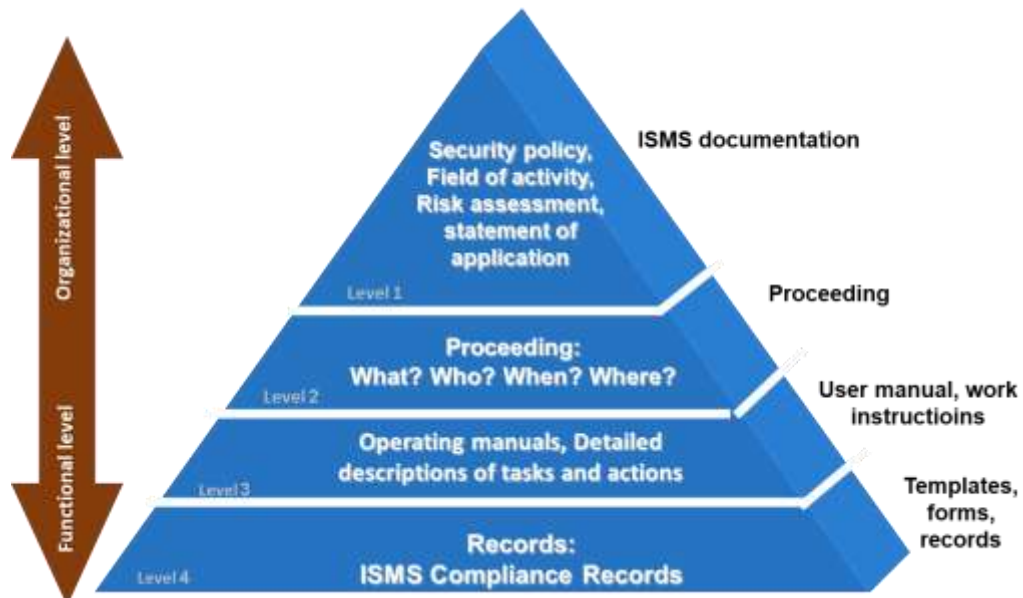 Organizational level
Functional level
Security policy,
Field of activity,
Risk assessment,
statement of
application
Level 1
Proceeding:
What? Who? When? Where?
Level 2
Operating manuals, Detailed
descriptions of tasks and actions
Level 3
Records:
ISMS Compliance Records
Level 4
ISMS documentation
Proceeding
User manual, work
instructioins
Templates,
forms,
records